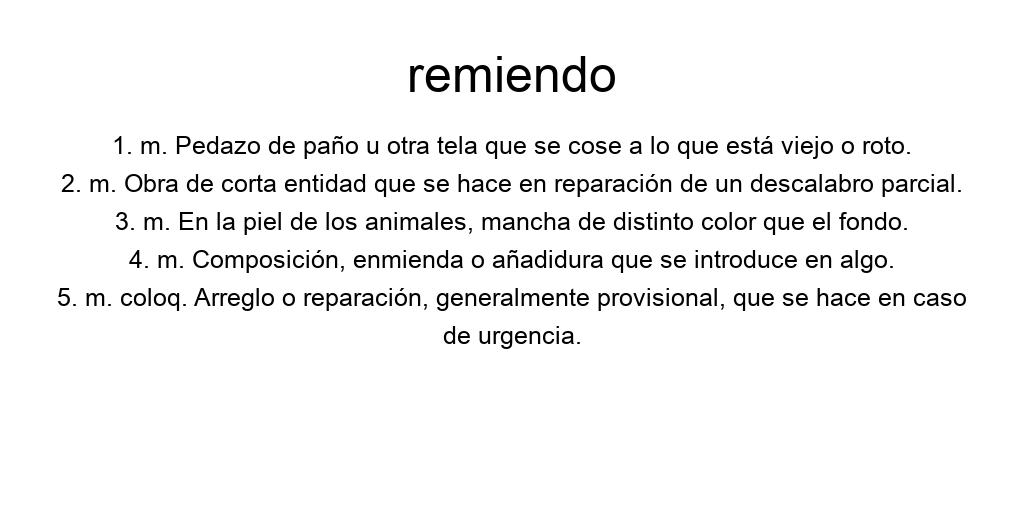 remiendo
1. m. Pedazo de paño u otra tela que se cose a lo que está viejo o roto.
2. m. Obra de corta entidad que se hace en reparación de un descalabro parcial.
3. m. En la piel de los animales, mancha de distinto color que el fondo.
4. m. Composición, enmienda o añadidura que se introduce en algo.
5. m. coloq. Arreglo o reparación, generalmente provisional, que se hace en caso
de urgencia.